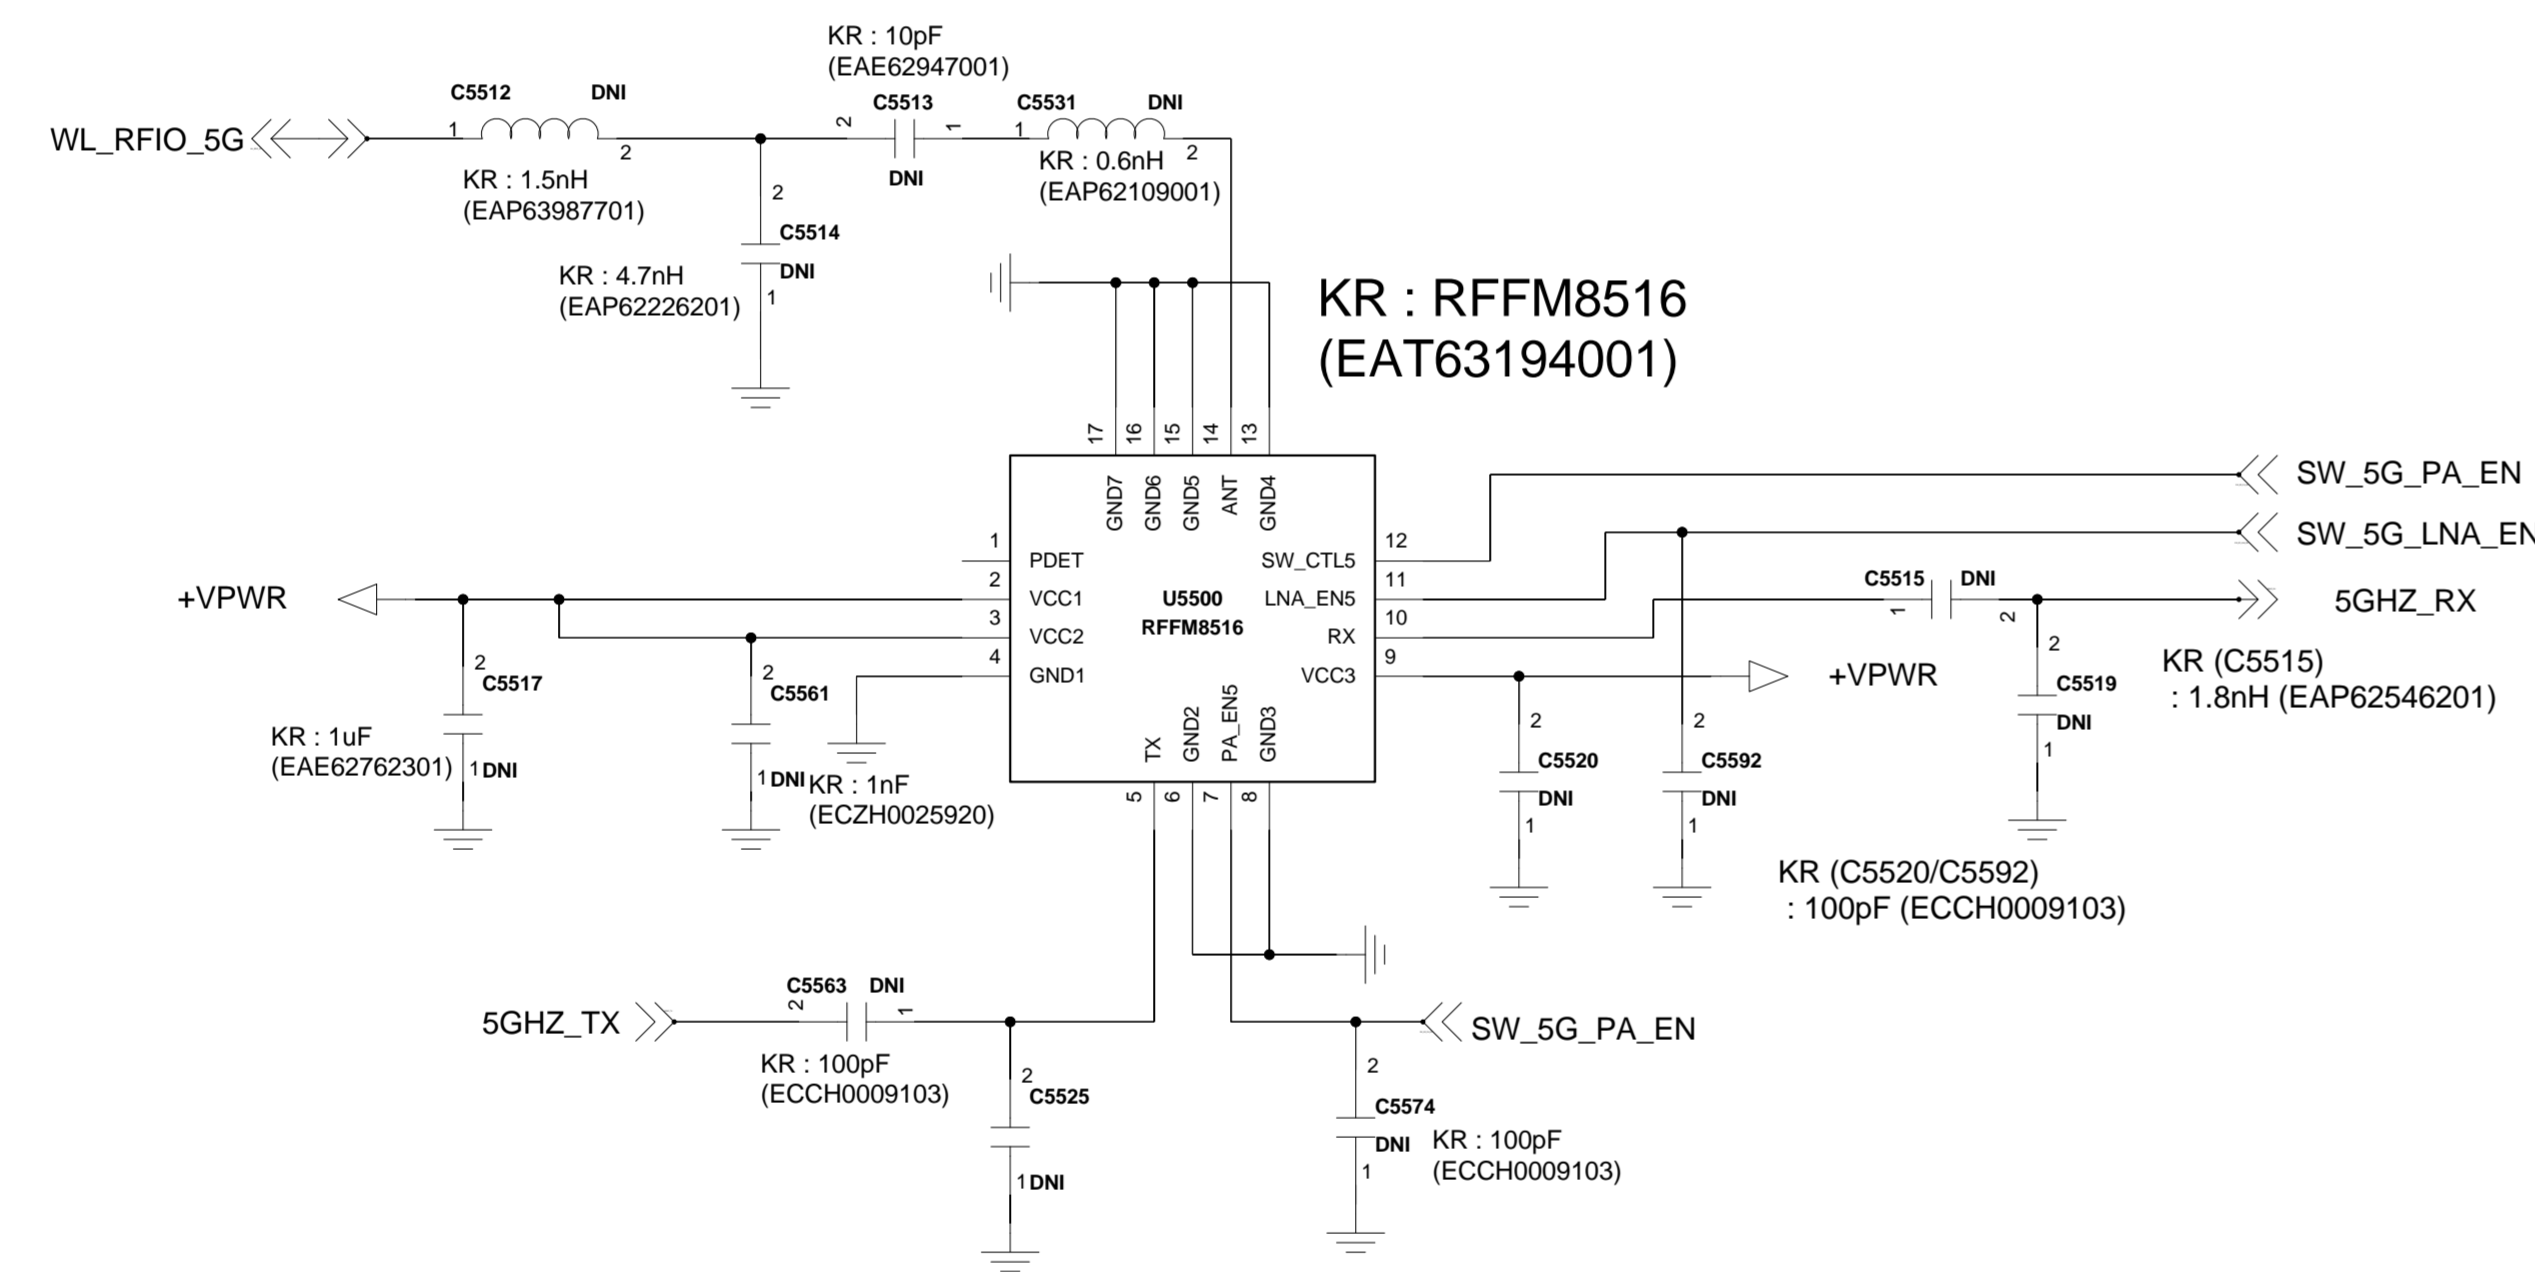 KR : 10pF
(EAE62947001)
C5512 DNI
C5513
C5531 DNI
WL_RFIO_5G
1
2
2
1
1
2
DNI
KR : 1.5nH
(EAP63987701)
KR : 0.6nH
(EAP62109001)
2
C5514
DNI
1
KR : 4.7nH
(EAP62226201)
KR : RFFM8516
(EAT63194001)
17
16
15
14
13
GND7
GND6
GND5
ANT
GND4
SW_5G_PA_EN
SW_5G_LNA_EN
1
PDET
SW_CTL5
12
+VPWR
2
VCC1
U5500
LNA_EN5
11
C5515 DNI
1
2
5GHZ_RX
3
VCC2
RFFM8516
RX
10
4
GND1
VCC3
9
+VPWR
KR (C5515)
: 1.8nH (EAP62546201)
2
C5517
1 DNI
KR : 1uF
(EAE62762301)
2
C5561
1 DNI
KR : 1nF
(ECZH0025920)
TX
GND2
PA_EN5
GND3
5
6
7
8
2
C5520
DNI
1
2
C5592
DNI
1
2
C5519
DNI
1
KR (C5520/C5592)
: 100pF (ECCH0009103)
C5563 DNI
2
1
5GHZ_TX
KR : 100pF
(ECCH0009103)
SW_5G_PA_EN
2
C5525
1 DNI
2
C5574
DNI
1
KR : 100pF
(ECCH0009103)